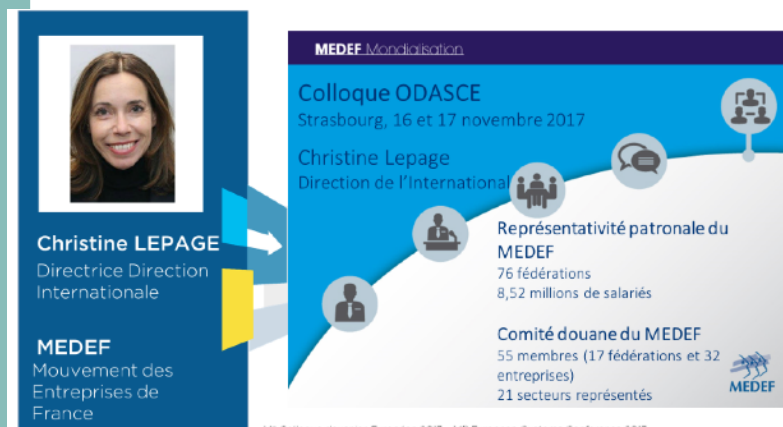 Christine LEPAGE
Directrice Direction
Internationale
MEDEF
Mouvement des
Entreprises de
France
MEDEF Mondialisation
Colloque ODASCE
Strasbourg, 16 et 17 novembre 2017
Christine Lepage
Direction de l'International
Représentativité patronale du
MEDEF
76 fédérations
8,52 millions de salariés
Comité douane du MEDEF
55 membres (17 fédérations et 32
entreprises)
21 secteurs représentés
MEDEF